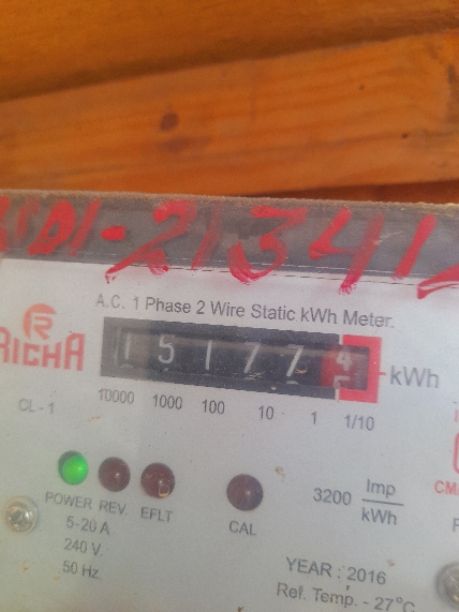 SD1-21341
A.C. 1 Phase 2 Wire Static kWh Meter.
RICHA
1 5 1 7 7 4 kWh
10000 1000 100 10 1 1/10
CL-1
3200 Imp/kWh
POWER REV. EFLT CAL
5-20 A
240 V.
50 Hz.
YEAR : 2016
Ref. Temp. - 27°C